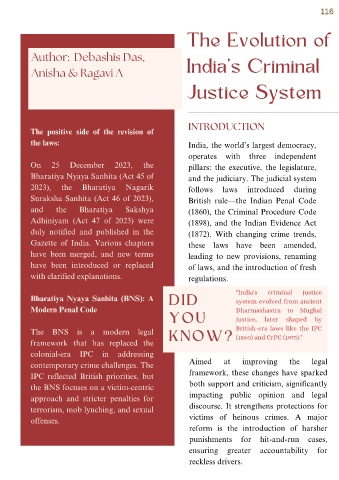 116
The Evolution of
India's Criminal
Justice System
Author: Debashis Das,
Anisha & Ragavi A
The positive side of the revision of
the laws:
On 25 December 2023, the
Bharatiya Nyaya Sanhita (Act 45 of
2023), the Bharatiya Nagarik
Suraksha Sanhita (Act 46 of 2023),
and the Bharatiya Sakshya
Adhiniyam (Act 47 of 2023) were
duly notified and published in the
Gazette of India. Various chapters
have been merged, and new terms
have been introduced or replaced
with clarified explanations.
Bharatiya Nyaya Sanhita (BNS): A
Modern Penal Code
The BNS is a modern legal
framework that has replaced the
colonial-era IPC in addressing
contemporary crime challenges. The
IPC reflected British priorities, but
the BNS focuses on a victim-centric
approach and stricter penalties for
terrorism, mob lynching, and sexual
offenses.
INTRODUCTION
India, the world's largest democracy,
operates with three independent
pillars: the executive, the legislature,
and the judiciary. The judicial system
follows laws introduced during
British rule—the Indian Penal Code
(1860), the Criminal Procedure Code
(1898), and the Indian Evidence Act
(1872). With changing crime trends,
these laws have been amended,
leading to new provisions, renaming
of laws, and the introduction of fresh
regulations.
DID
YOU
KNOW?
"India's criminal justice
system evolved from ancient
Dharmashastra to Mughal
justice, later shaped by
British-era laws like the IPC
(1860) and CrPC (1973)."
Aimed at improving the legal
framework, these changes have sparked
both support and criticism, significantly
impacting public opinion and legal
discourse. It strengthens protections for
victims of heinous crimes. A major
reform is the introduction of harsher
punishments for hit-and-run cases,
ensuring greater accountability for
reckless drivers.